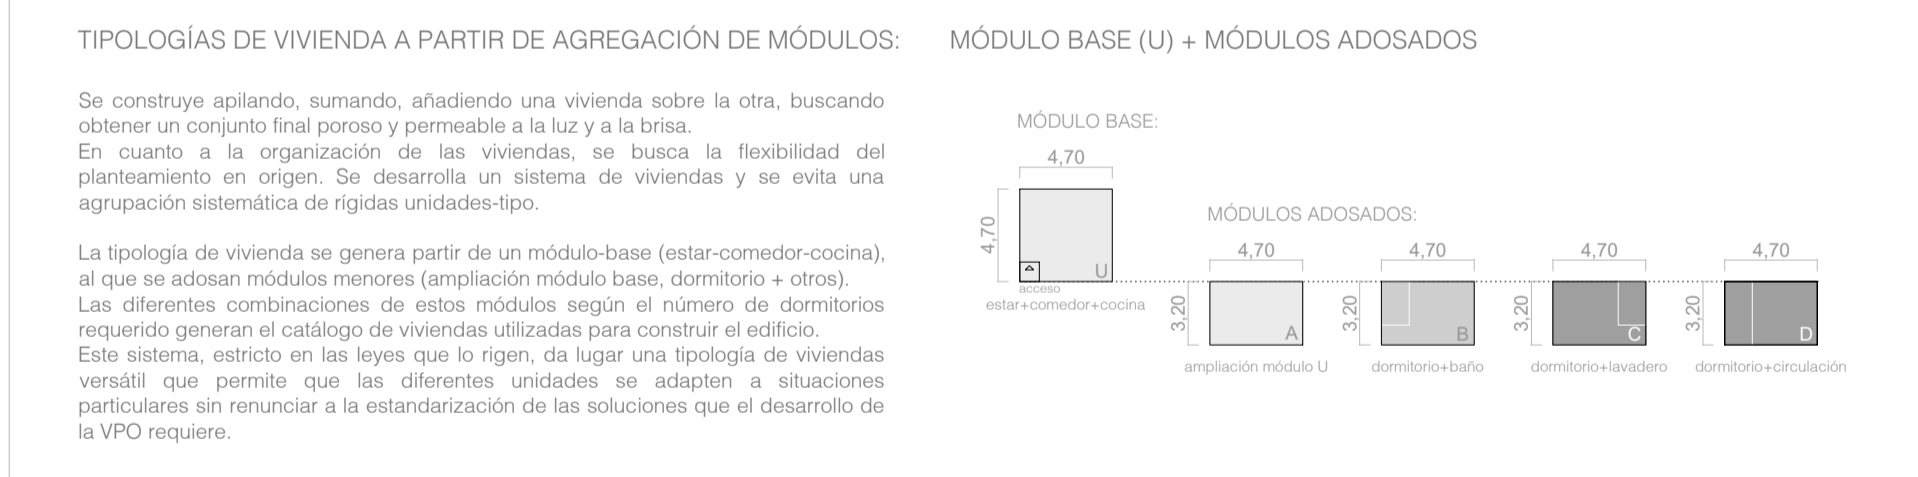 TIPOLOGÍAS DE VIVIENDA A PARTIR DE AGREGACIÓN DE MÓDULOS:
MÓDULO BASE (U) + MÓDULOS ADOSADOS
Se construye apilando, sumando, añadiendo una vivienda sobre la otra, buscando
obtener un conjunto final poroso y permeable a la luz y a la brisa.
En cuanto a la organización de las viviendas, se busca la flexibilidad del
planteamiento en origen. Se desarrolla un sistema de viviendas y se evita una
agrupación sistemática de rígidas unidades-tipo.
La tipología de vivienda se genera partir de un módulo-base (estar-comedor-cocina),
al que se adosan módulos menores (ampliación módulo base, dormitorio + otros).
Las diferentes combinaciones de estos módulos según el número de dormitorios
requerido generan el catálogo de viviendas utilizadas para construir el edificio.
Este sistema, estricto en las leyes que lo rigen, da lugar una tipología de viviendas
versátil que permite que las diferentes unidades se adapten a situaciones
particulares sin renunciar a la estandarización de las soluciones que el desarrollo de
la VPO requiere.
MÓDULO BASE:
4,70
4,70
U
acceso
estar+comedor+cocina
MÓDULOS ADOSADOS:
4,70
3,20
A
ampliación módulo U
4,70
3,20
B
dormitorio+baño
4,70
3,20
C
dormitorio+lavadero
4,70
3,20
D
dormitorio+circulación